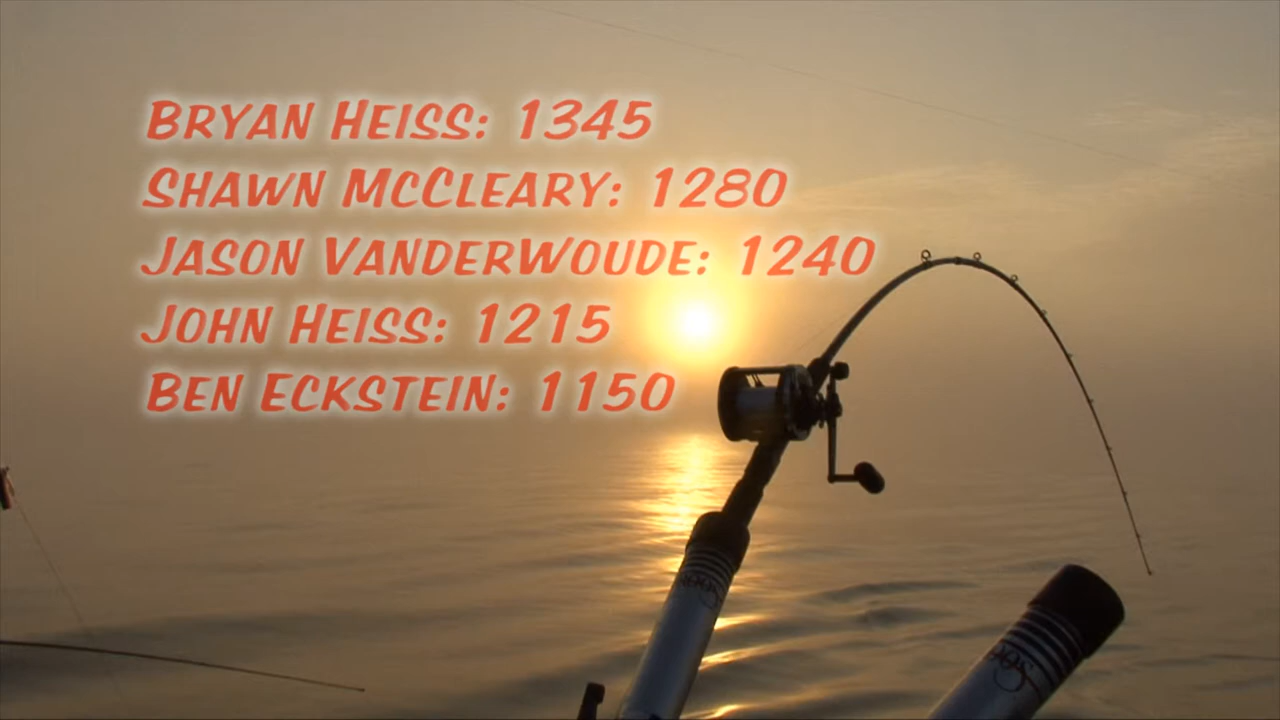 Bryan Heiss: 1345
Shawn McCleary: 1280
Jason VanderWoude: 1240
John Heiss: 1215
Ben Eckstein: 1150